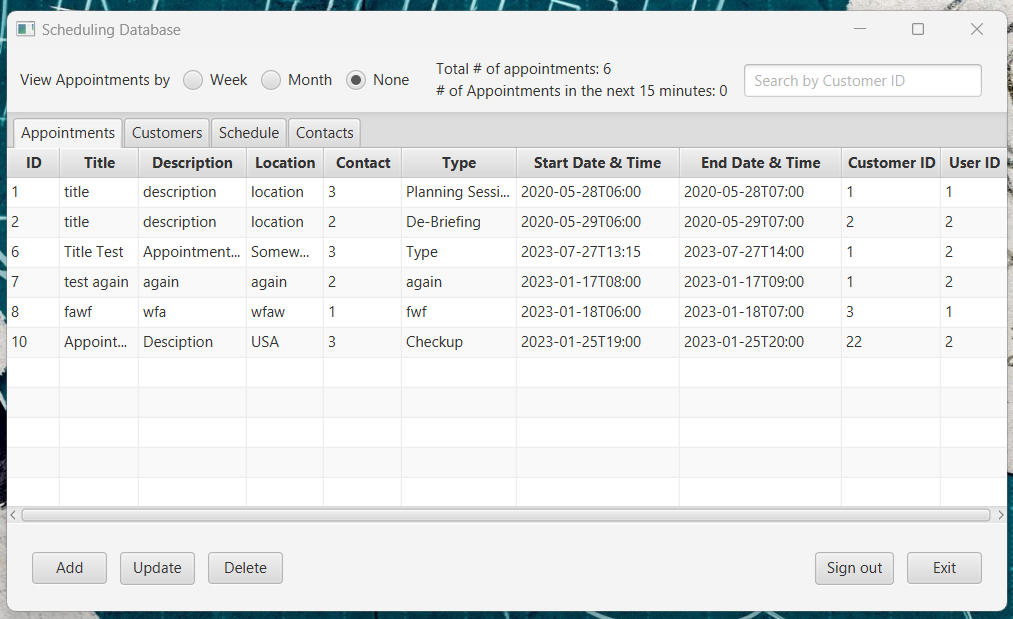 Scheduling Database
View Appointments by Week Month None
Total # of appointments: 6
# of Appointments in the next 15 minutes: 0
Search by Customer ID
Appointments Customers Schedule Contacts
ID Title Description Location Contact Type Start Date & Time End Date & Time Customer ID User ID
1 title description location 3 Planning Sessi... 2020-05-28T06:00 2020-05-28T07:00 1 1
2 title description location 2 De-Briefing 2020-05-29T06:00 2020-05-29T07:00 2 2
6 Title Test Appointment... Somew... 3 Type 2023-07-27T13:15 2023-07-27T14:00 1 2
7 test again again again 2 again 2023-01-17T08:00 2023-01-17T09:00 1 2
8 fawf wfa wfaw 1 fwf 2023-01-18T06:00 2023-01-18T07:00 3 1
10 Appoint... Desciption USA 3 Checkup 2023-01-25T19:00 2023-01-25T20:00 22 2
Add Update Delete Sign out Exit